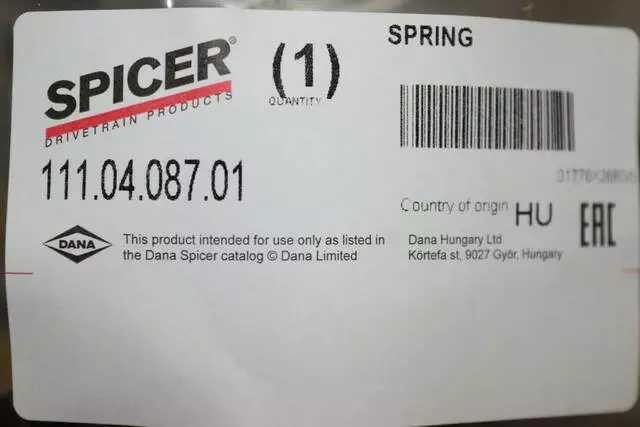 SPICER®
DRIVETRAIN PRODUCTS
(1)
QUANTITY
SPRING
111.04.087.01
Country of origin HU
EAC
DANA
This product intended for use only as listed in
the Dana Spicer catalog © Dana Limited
Dana Hungary Ltd.
Körtefa st, 9027 Györ, Hungary